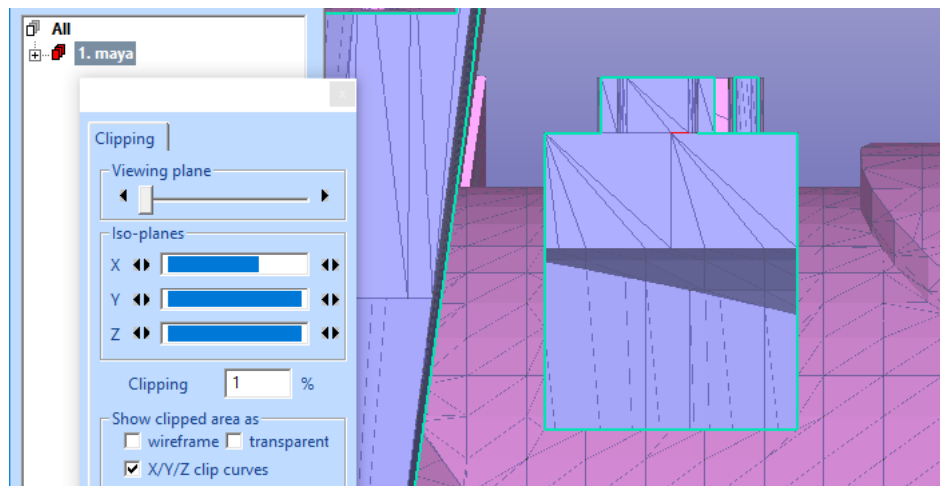 All
1. maya
Clipping
Viewing plane
Iso-planes
X
Y
Z
Clipping 1 %
Show clipped area as
wireframe transparent
X/Y/Z clip curves